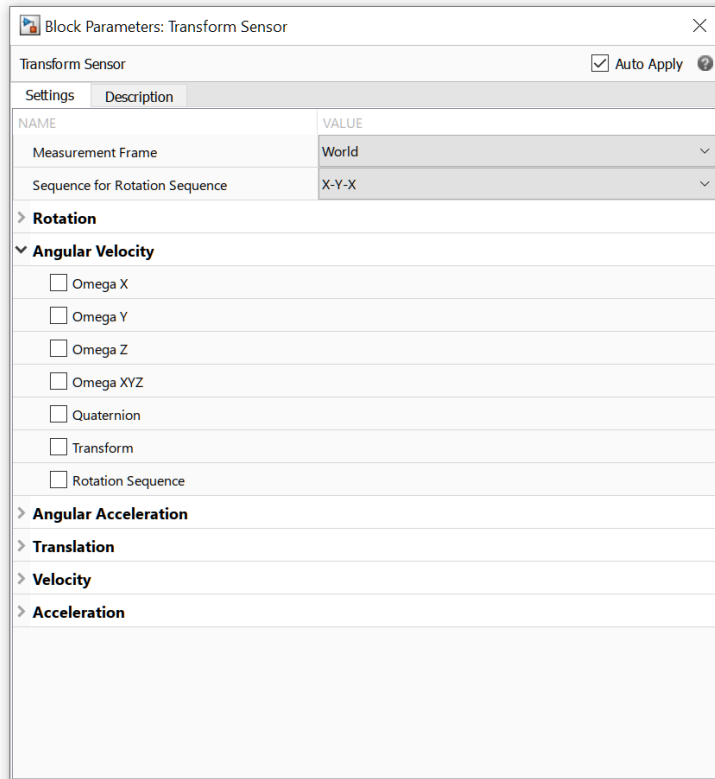 Block Parameters: Transform Sensor
Transform Sensor
Auto Apply
Settings
Description
NAME
VALUE
Measurement Frame
World
Sequence for Rotation Sequence
X-Y-X
Rotation
Angular Velocity
Omega X
Omega Y
Omega Z
Omega XYZ
Quaternion
Transform
Rotation Sequence
Angular Acceleration
Translation
Velocity
Acceleration